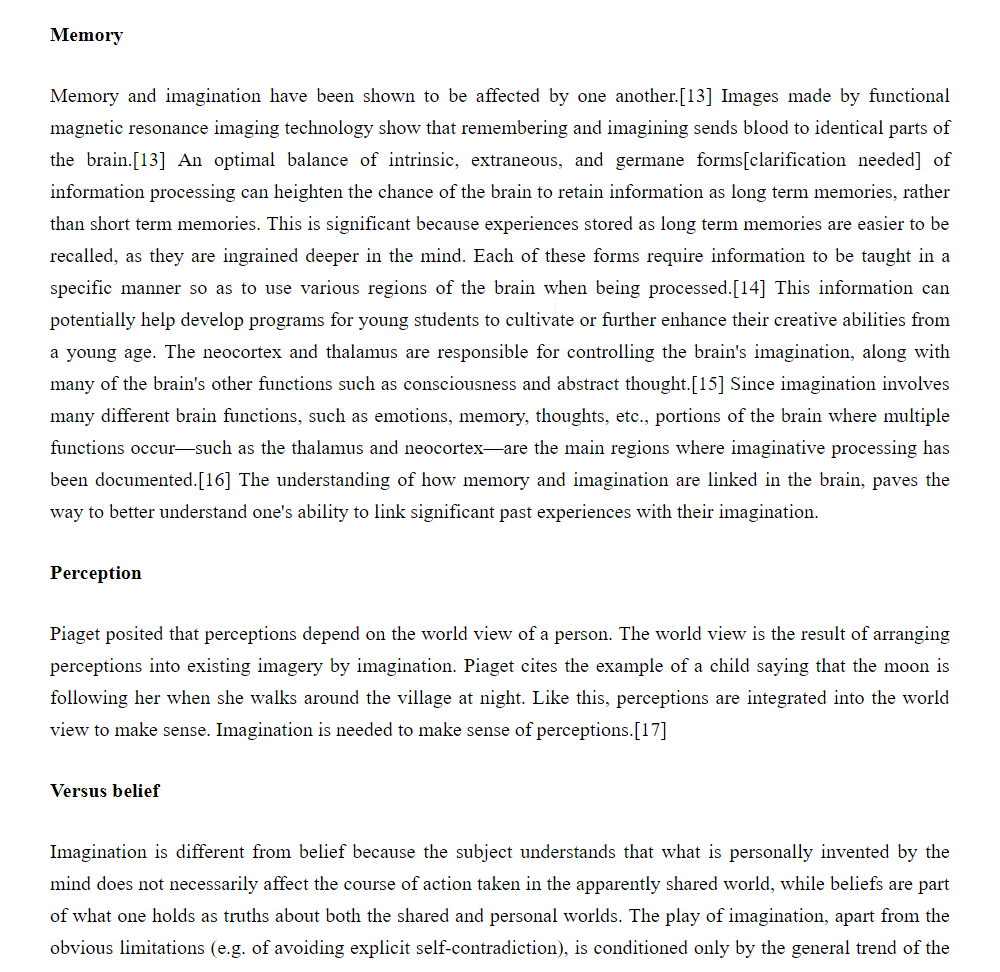 Memory
Memory and imagination have been shown to be affected by one another.[13] Images made by functional
magnetic resonance imaging technology show that remembering and imagining sends blood to identical parts of
the brain.[13] An optimal balance of intrinsic, extraneous, and germane forms[clarification needed] of
information processing can heighten the chance of the brain to retain information as long term memories, rather
than short term memories. This is significant because experiences stored as long term memories are easier to be
recalled, as they are ingrained deeper in the mind. Each of these forms require information to be taught in a
specific manner so as to use various regions of the brain when being processed.[14] This information can
potentially help develop programs for young students to cultivate or further enhance their creative abilities from
a young age. The neocortex and thalamus are responsible for controlling the brain's imagination, along with
many of the brain's other functions such as consciousness and abstract thought.[15] Since imagination involves
many different brain functions, such as emotions, memory, thoughts, etc., portions of the brain where multiple
functions occur—such as the thalamus and neocortex—are the main regions where imaginative processing has
been documented.[16] The understanding of how memory and imagination are linked in the brain, paves the
way to better understand one's ability to link significant past experiences with their imagination.
Perception
Piaget posited that perceptions depend on the world view of a person. The world view is the result of arranging
perceptions into existing imagery by imagination. Piaget cites the example of a child saying that the moon is
following her when she walks around the village at night. Like this, perceptions are integrated into the world
view to make sense. Imagination is needed to make sense of perceptions.[17]
Versus belief
Imagination is different from belief because the subject understands that what is personally invented by the
mind does not necessarily affect the course of action taken in the apparently shared world, while beliefs are part
of what one holds as truths about both the shared and personal worlds. The play of imagination, apart from the
obvious limitations (e.g. of avoiding explicit self-contradiction), is conditioned only by the general trend of the